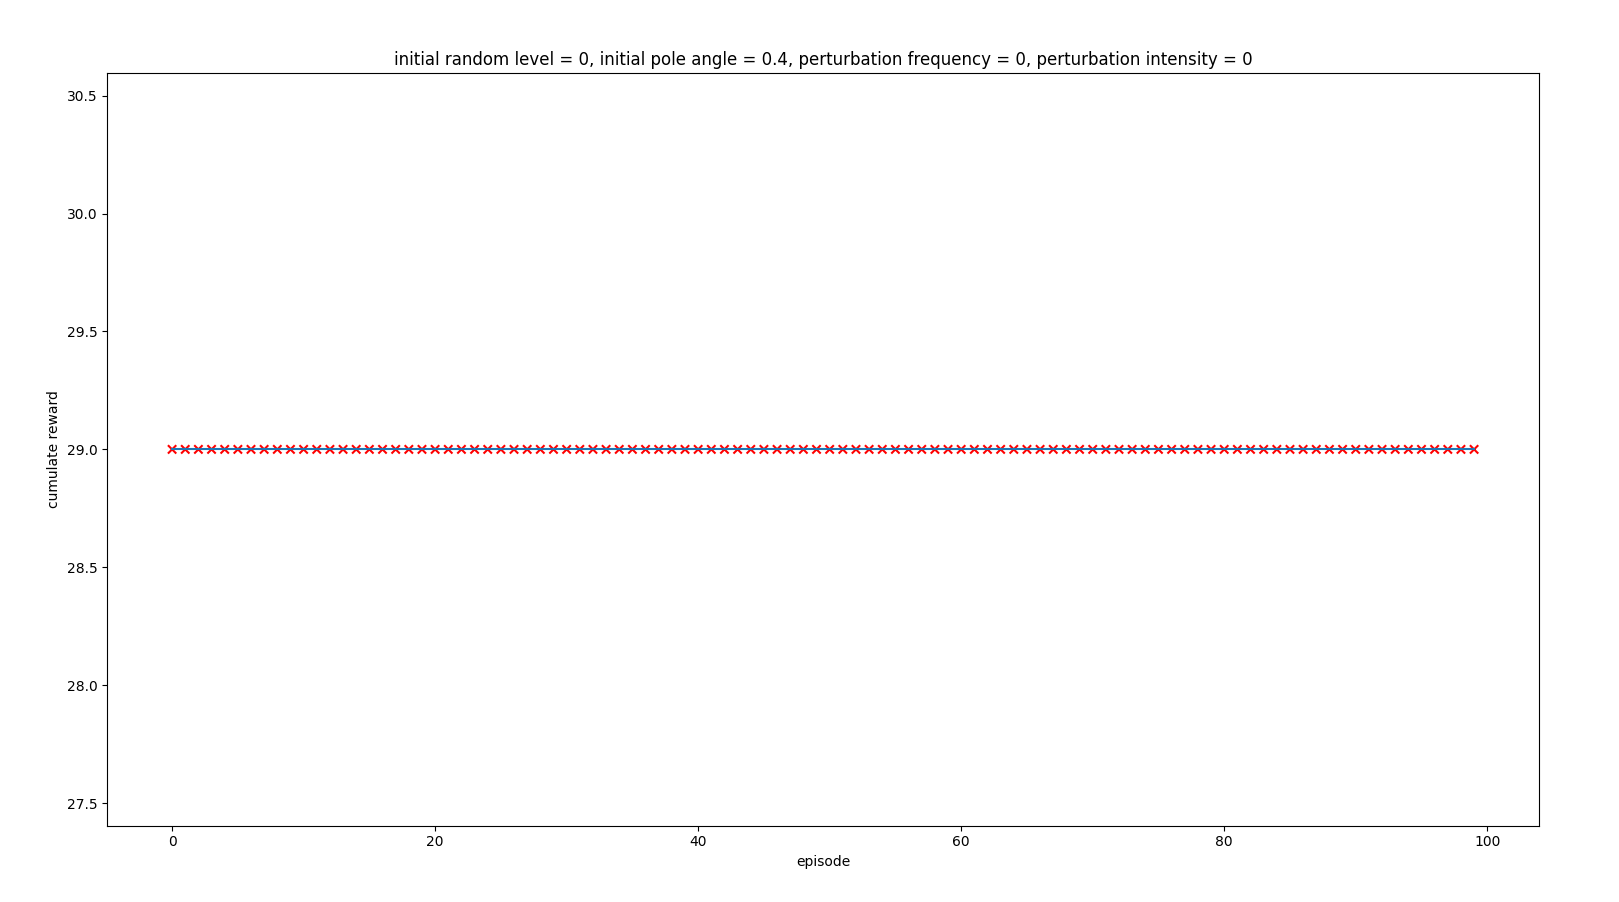 initial random level = 0, initial pole angle = 0.4, perturbation frequency = 0, perturbation intensity = 0
30.5
30.0
29.5
29.0
28.5
28.0
27.5
cumulate reward
0 20 40 60 80 100
episode